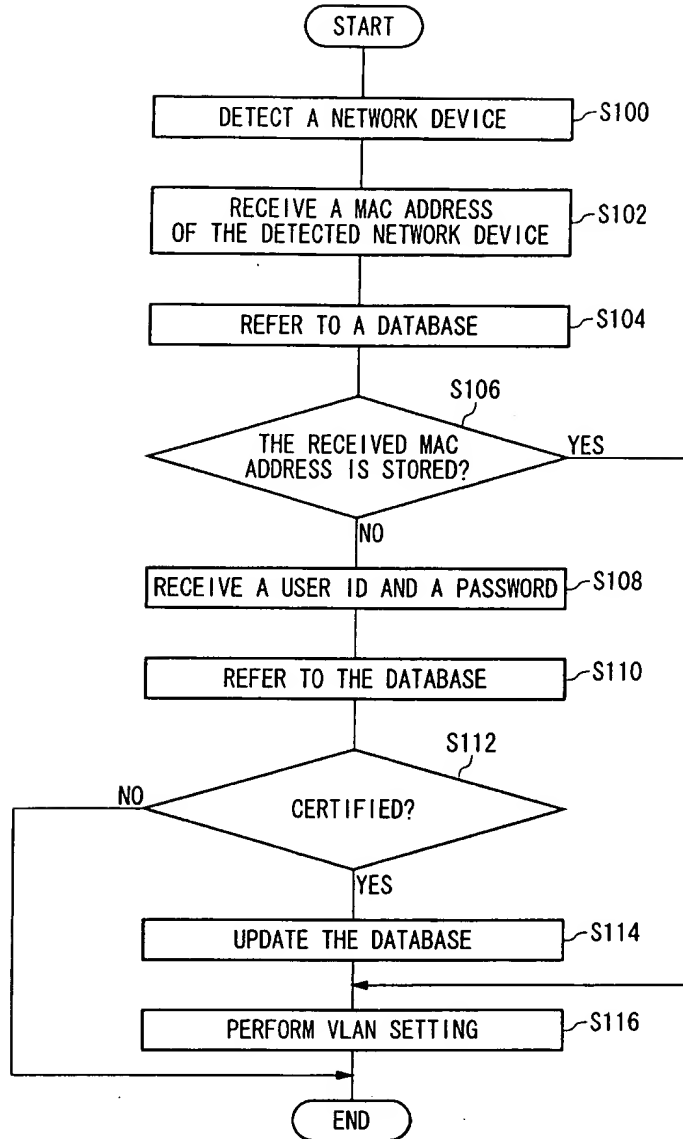 START
DETECT A NETWORK DEVICE
S100
RECEIVE A MAC ADDRESS
OF THE DETECTED NETWORK DEVICE
S102
REFER TO A DATABASE
S104
S106
THE RECEIVED MAC
ADDRESS IS STORED?
YES
NO
RECEIVE A USER ID AND A PASSWORD
S108
REFER TO THE DATABASE
S110
S112
NO
CERTIFIED?
YES
UPDATE THE DATABASE
S114
PERFORM VLAN SETTING
S116
END